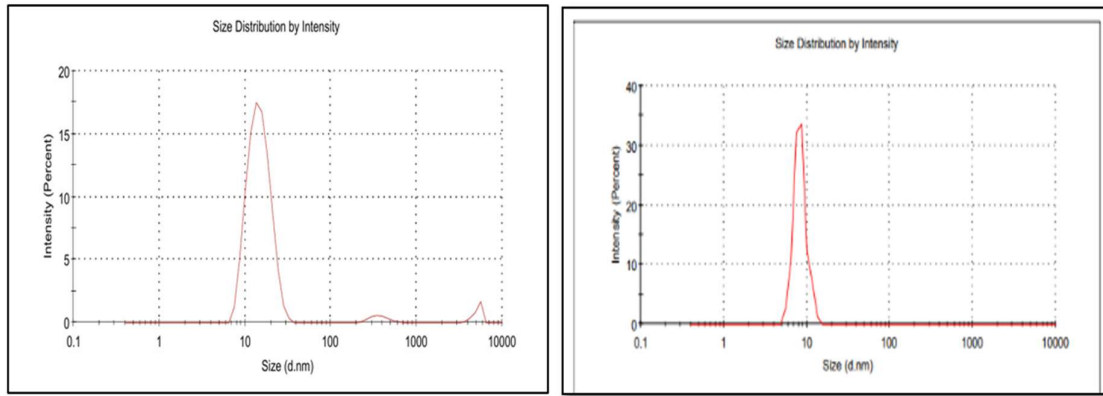 Size Distribution by Intensity
20
15
10
5
0
Intensity (Percent)
0.1 1 10 100 1000 10000
Size (d.nm)
Size Distribution by Intensity
40
30
20
10
0
Intensity (Percent)
0.1 1 10 100 1000 10000
Size (d.nm)